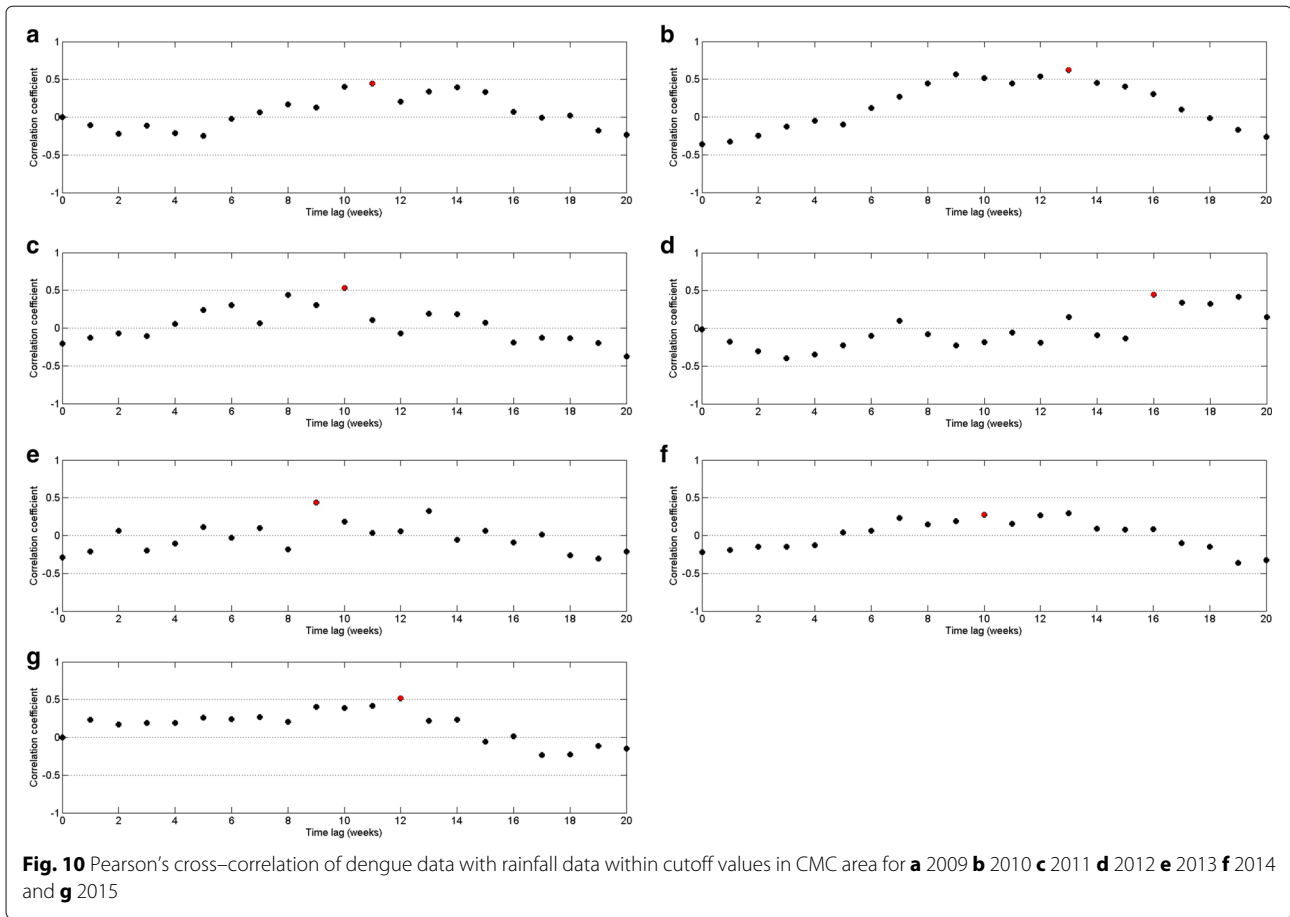 a
1
0.5
0
-0.5
-1
Correlation coefficient
0 2 4 6 8 10 12 14 16 18 20
Time lag (weeks)
b
1
0.5
0
-0.5
-1
Correlation coefficient
0 2 4 6 8 10 12 14 16 18 20
Time lag (weeks)
c
1
0.5
0
-0.5
-1
Correlation coefficient
0 2 4 6 8 10 12 14 16 18 20
Time lag (weeks)
d
1
0.5
0
-0.5
-1
Correlation coefficient
0 2 4 6 8 10 12 14 16 18 20
Time lag (weeks)
e
1
0.5
0
-0.5
-1
Correlation coefficient
0 2 4 6 8 10 12 14 16 18 20
Time lag (weeks)
f
1
0.5
0
-0.5
-1
Correlation coefficient
0 2 4 6 8 10 12 14 16 18 20
Time lag (weeks)
g
1
0.5
0
-0.5
-1
Correlation coefficient
0 2 4 6 8 10 12 14 16 18 20
Time lag (weeks)
Fig. 10 Pearson's cross–correlation of dengue data with rainfall data within cutoff values in CMC area for a 2009 b 2010 c 2011 d 2012 e 2013 f 2014
and g 2015